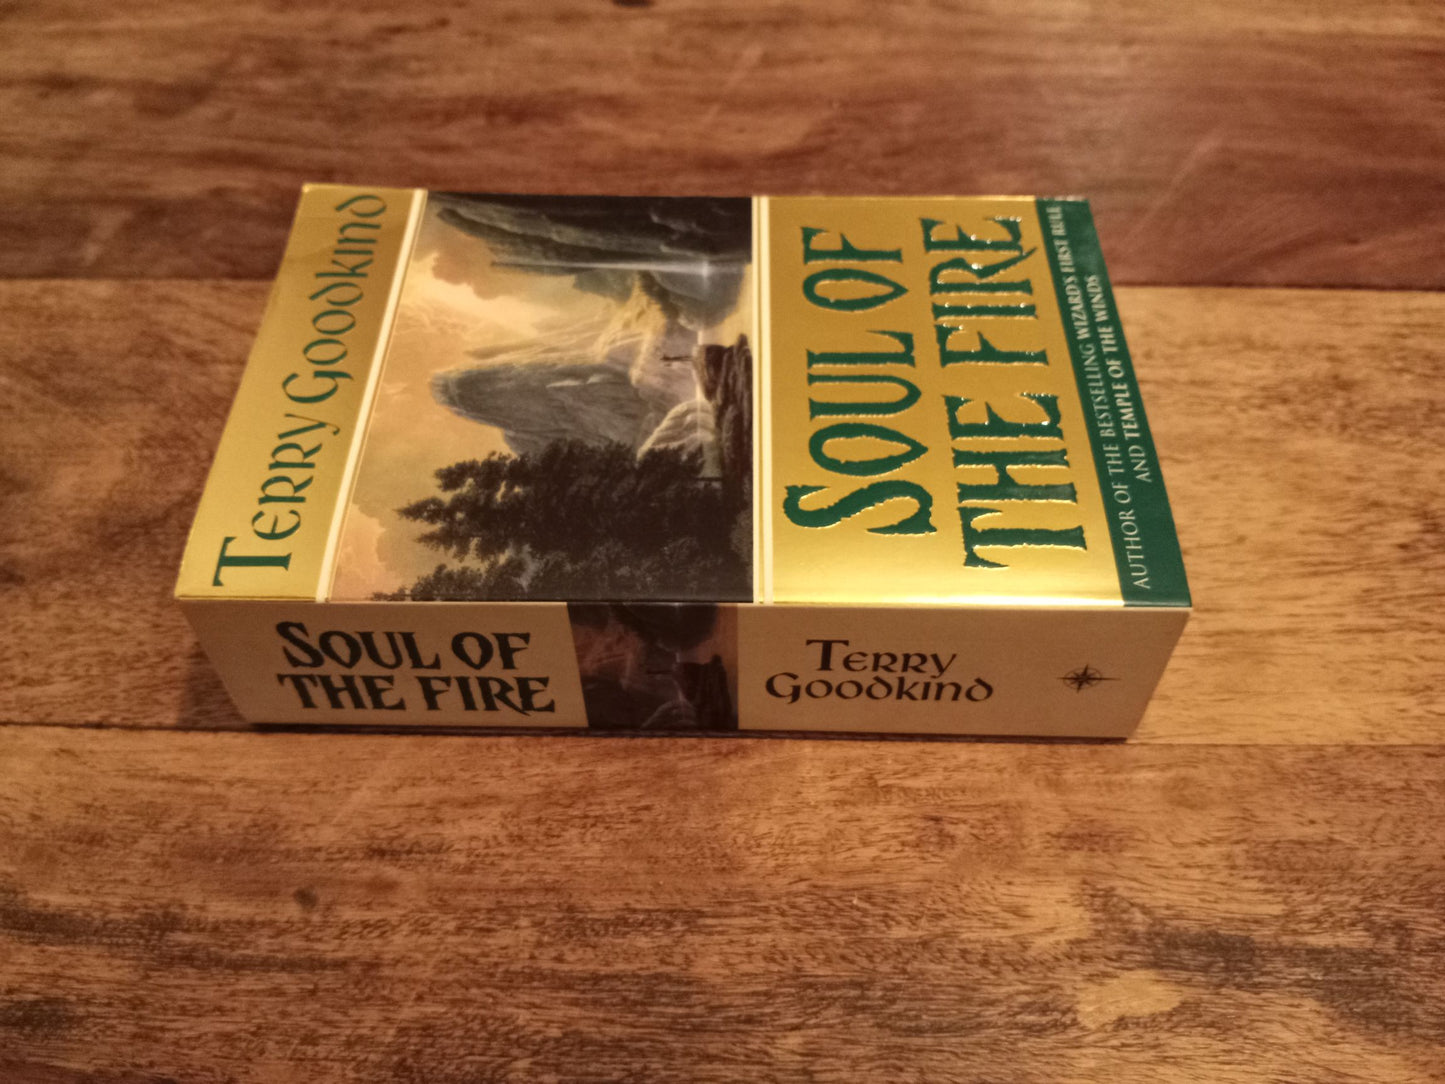 Terry Goodkind
Soul of
the Fire
AUTHOR OF THE BESTSELLING WIZARD'S FIRST RULE
AND TEMPLE OF THE WINDS
Soul of
the Fire
Terry
Goodkind